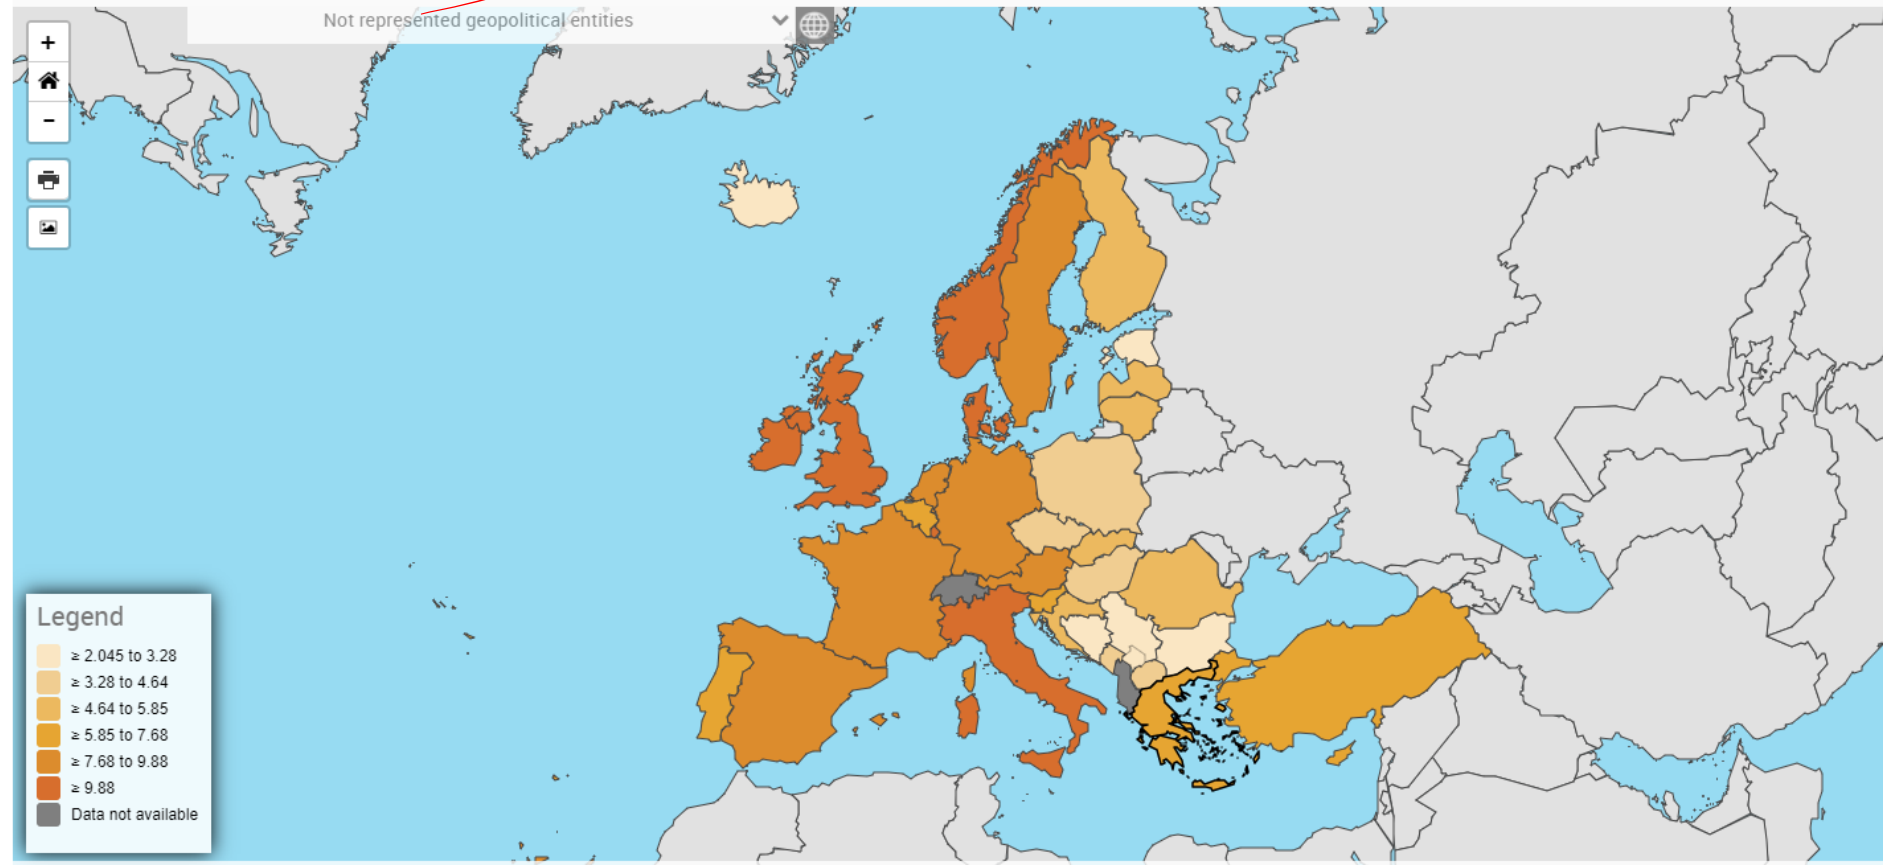 Not represented geopolitical entities
+
-
Legend
≥ 2.045 to 3.28
≥ 3.28 to 4.64
≥ 4.64 to 5.85
≥ 5.85 to 7.68
≥ 7.68 to 9.88
≥ 9.88
Data not available